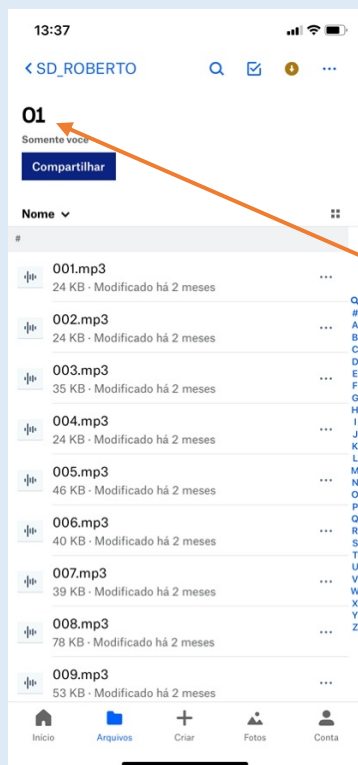 13:37
SD_ROBERTO
01
Somente você
Compartilhar
Nome
#
001.mp3
24 KB · Modificado há 2 meses
002.mp3
24 KB · Modificado há 2 meses
003.mp3
35 KB · Modificado há 2 meses
004.mp3
24 KB · Modificado há 2 meses
005.mp3
46 KB · Modificado há 2 meses
006.mp3
40 KB · Modificado há 2 meses
007.mp3
39 KB · Modificado há 2 meses
008.mp3
78 KB · Modificado há 2 meses
009.mp3
53 KB · Modificado há 2 meses
#
A
B
C
D
E
F
G
H
I
J
K
L
M
N
O
P
Q
R
S
T
U
V
W
X
Y
Z
Início Arquivos Criar Fotos Conta